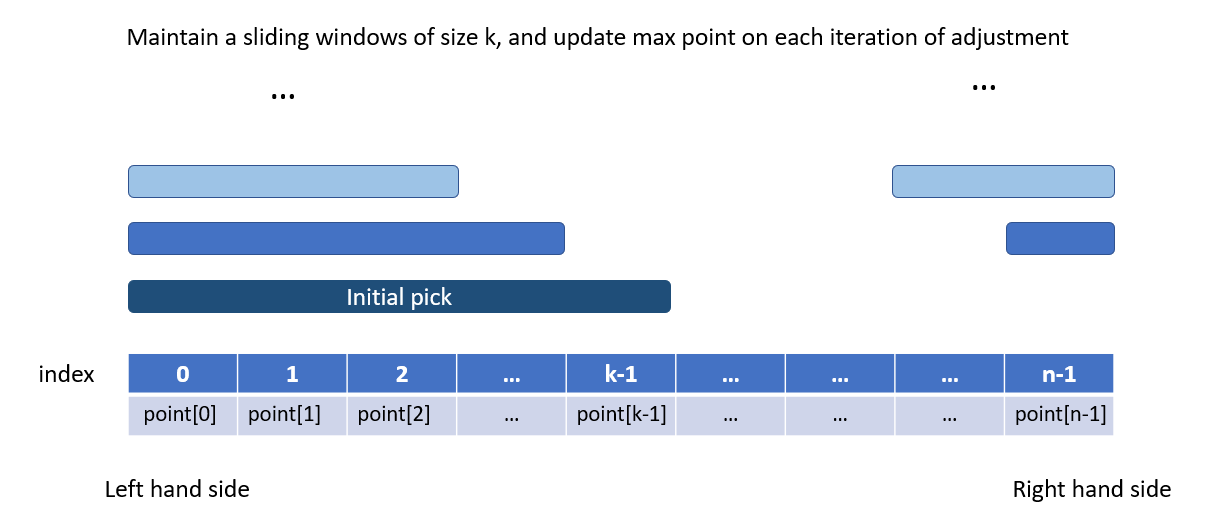 Maintain a sliding windows of size k, and update max point on each iteration of adjustment
... ...
Initial pick
index 0 1 2 ... k-1 ... ... ... n-1
point[0] point[1] point[2] ... point[k-1] ... ... ... point[n-1]
Left hand side Right hand side